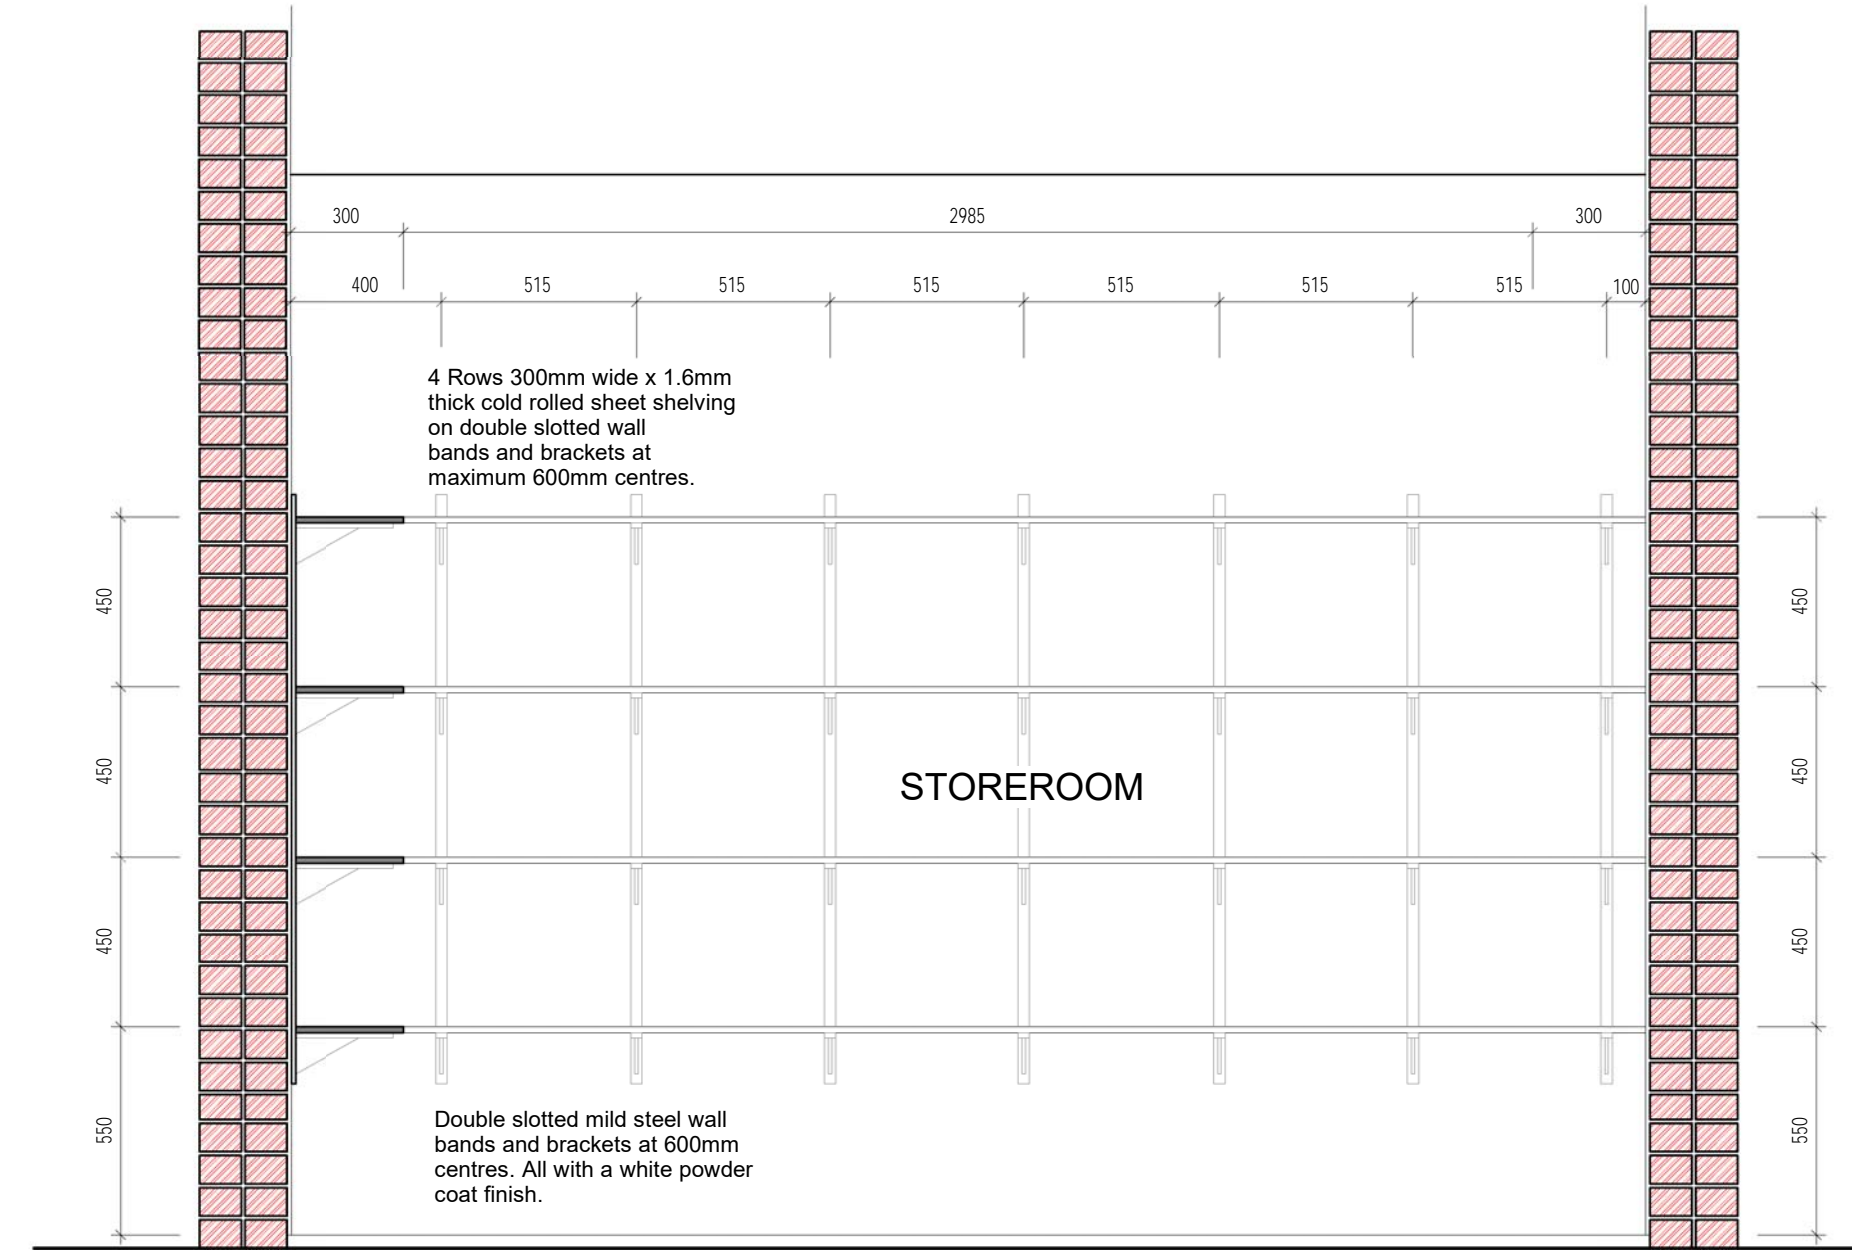 300 2985 300
400 515 515 515 515 515 515 100
4 Rows 300mm wide x 1.6mm
thick cold rolled sheet shelving
on double slotted wall
bands and brackets at
maximum 600mm centres.
450 450
450 450
STOREROOM
450 450
550 550
Double slotted mild steel wall
bands and brackets at 600mm
centres. All with a white powder
coat finish.